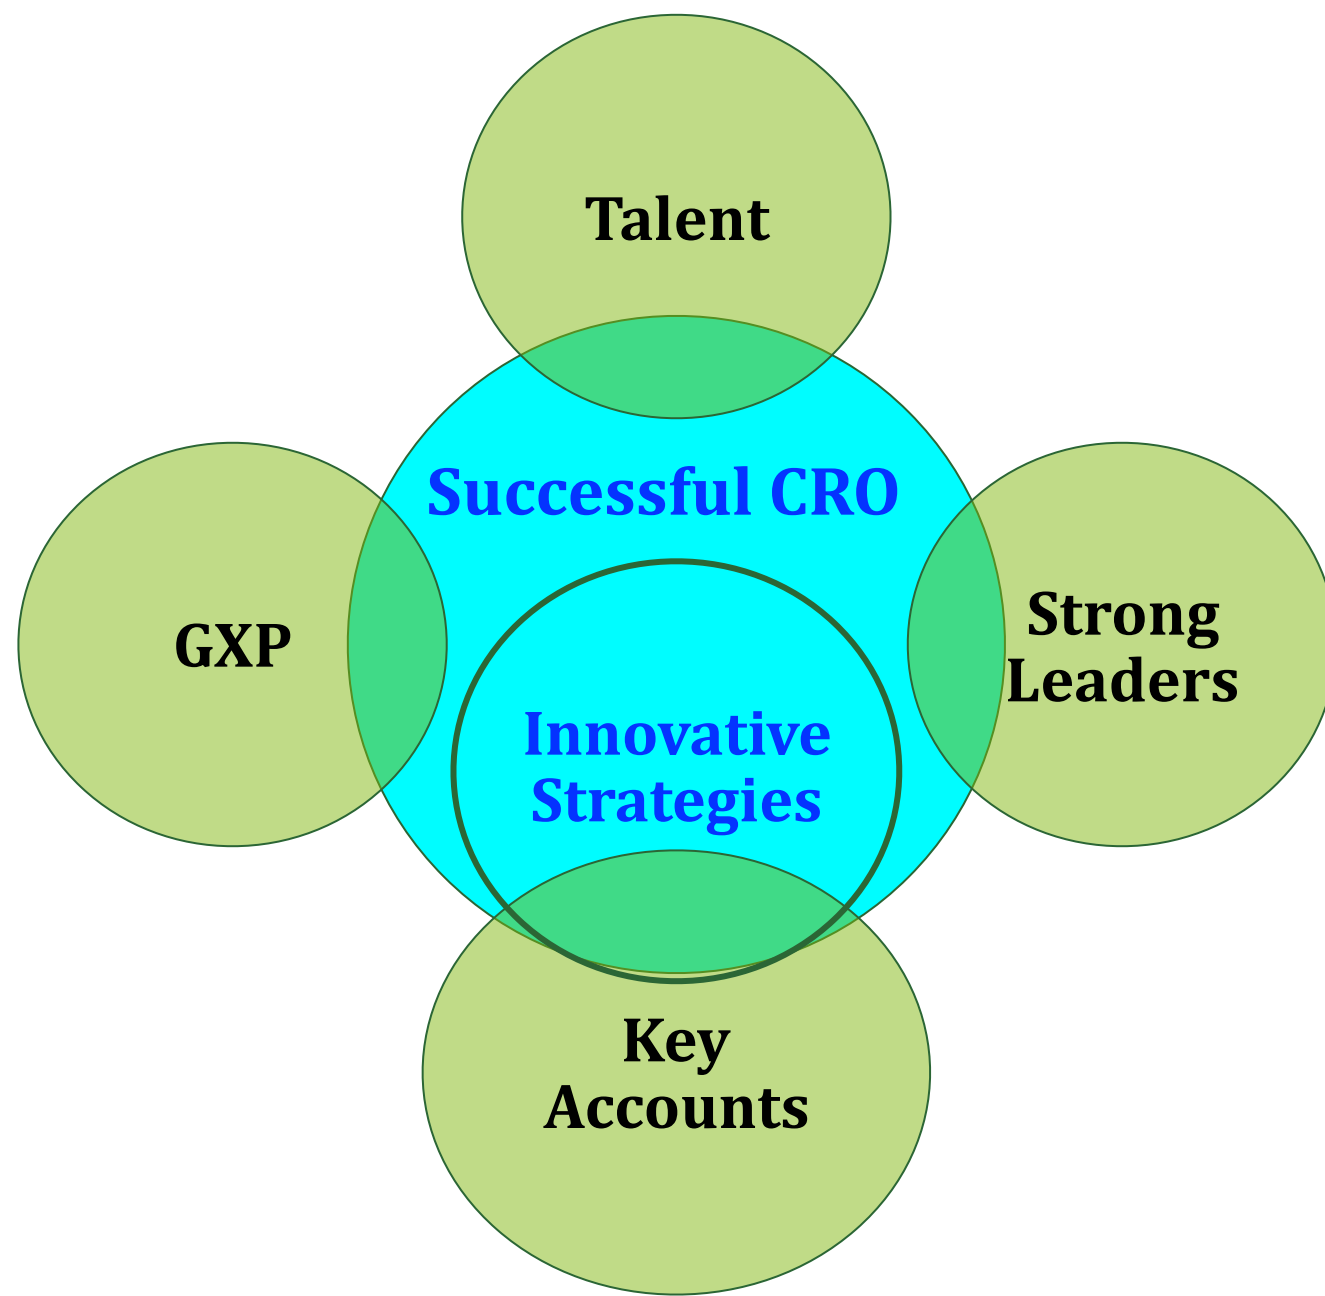 Talent
Successful CRO
GXP
Strong
Leaders
Innovative
Strategies
Key
Accounts